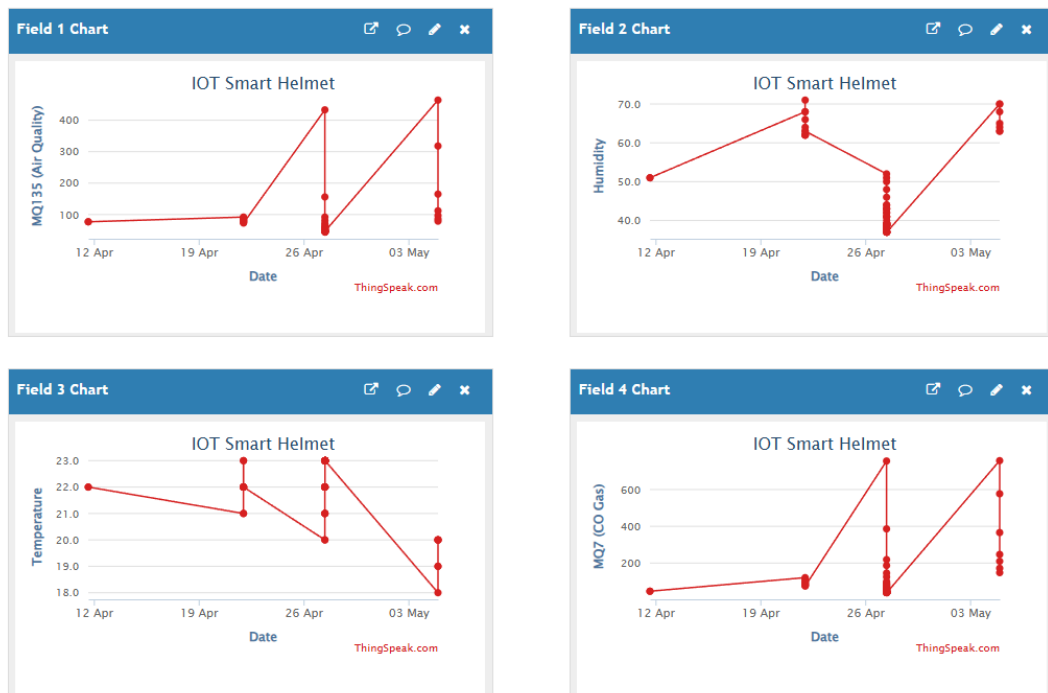 Field 1 Chart
IOT Smart Helmet
MQ135 (Air Quality)
400
300
200
100
12 Apr 19 Apr 26 Apr 03 May
Date
ThingSpeak.com
Field 2 Chart
IOT Smart Helmet
Humidity
70.0
60.0
50.0
40.0
12 Apr 19 Apr 26 Apr 03 May
Date
ThingSpeak.com
Field 3 Chart
IOT Smart Helmet
Temperature
23.0
22.0
21.0
20.0
19.0
18.0
12 Apr 19 Apr 26 Apr 03 May
Date
ThingSpeak.com
Field 4 Chart
IOT Smart Helmet
MQ7 (CO Gas)
600
400
200
12 Apr 19 Apr 26 Apr 03 May
Date
ThingSpeak.com